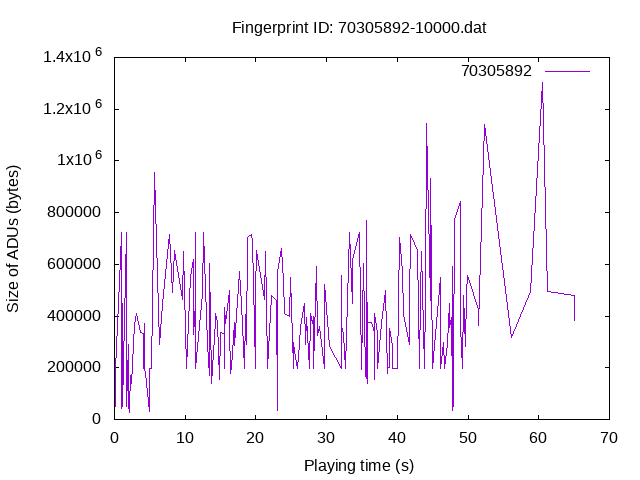 Fingerprint ID: 70305892-10000.dat
70305892
1.4x10^6
1.2x10^6
1x10^6
800000
600000
400000
200000
0
Size of ADUs (bytes)
0 10 20 30 40 50 60 70
Playing time (s)